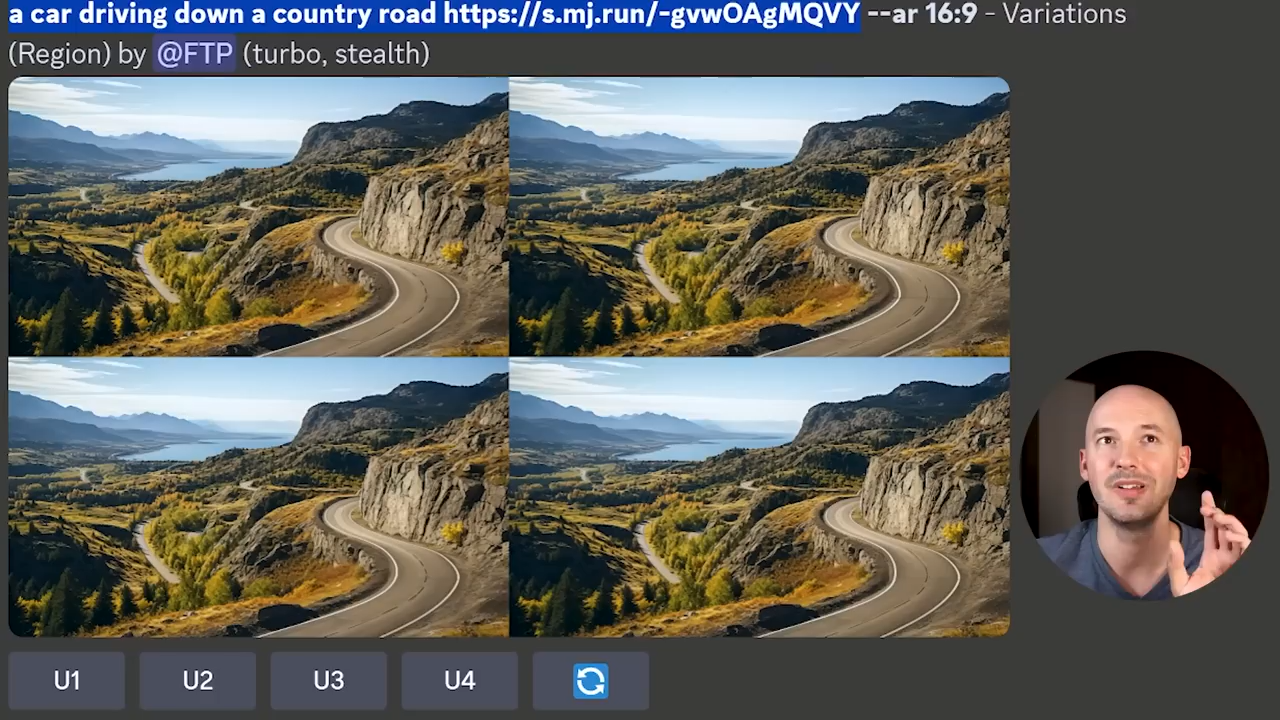 a car driving down a country road https://s.mj.run/-gvwOAgMQVY --ar 16:9 - Variations
(Region) by @FTP (turbo, stealth)
U1 U2 U3 U4